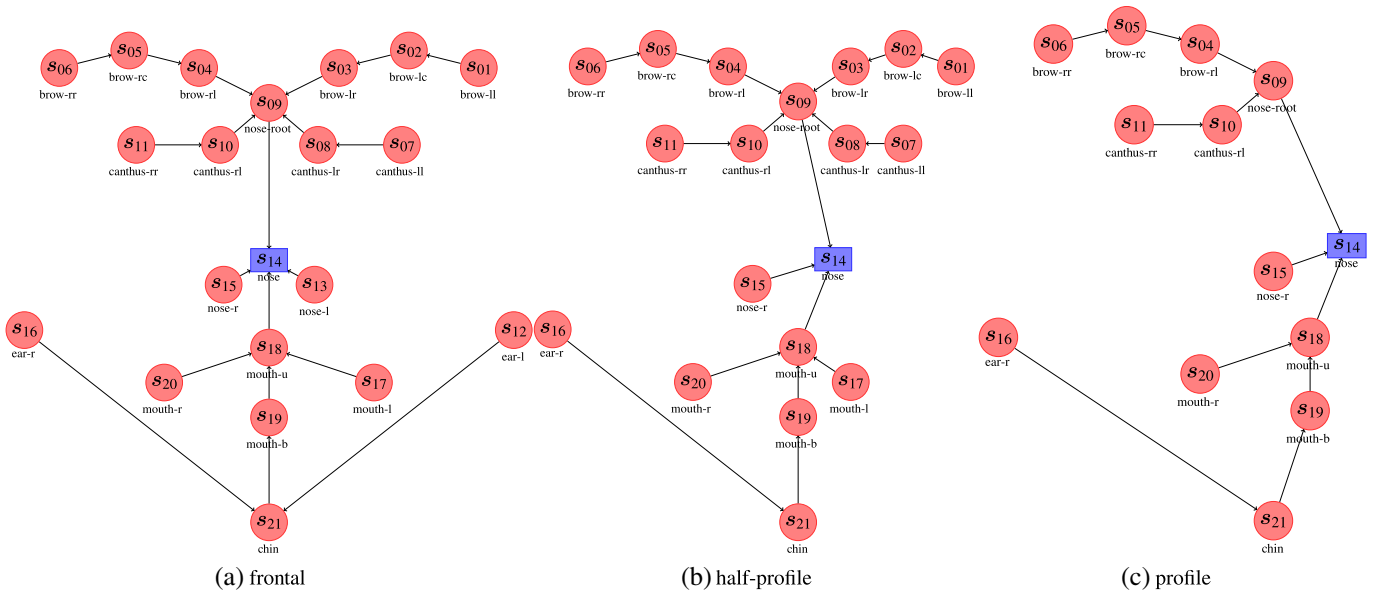 s06
brow-rr
s05
brow-rc
s04
brow-rl
s03
brow-lr
s02
brow-lc
s01
brow-ll
s09
nose-root
s11
canthus-rr
s10
canthus-rl
s08
canthus-lr
s07
canthus-ll
s14
nose
s15
nose-r
s13
nose-l
s16
ear-r
s12
ear-l
s18
mouth-u
s20
mouth-r
s17
mouth-l
s19
mouth-b
s21
chin
(a) frontal
s06
brow-rr
s05
brow-rc
s04
brow-rl
s03
brow-lr
s02
brow-lc
s01
brow-ll
s09
nose-root
s11
canthus-rr
s10
canthus-rl
s08
canthus-lr
s07
canthus-ll
s14
nose
s15
nose-r
s16
ear-r
s18
mouth-u
s20
mouth-r
s17
mouth-l
s19
mouth-b
s21
chin
(b) half-profile
s06
brow-rr
s05
brow-rc
s04
brow-rl
s09
nose-root
s11
canthus-rr
s10
canthus-rl
s14
nose
s15
nose-r
s16
ear-r
s18
mouth-u
s20
mouth-r
s19
mouth-b
s21
chin
(c) profile